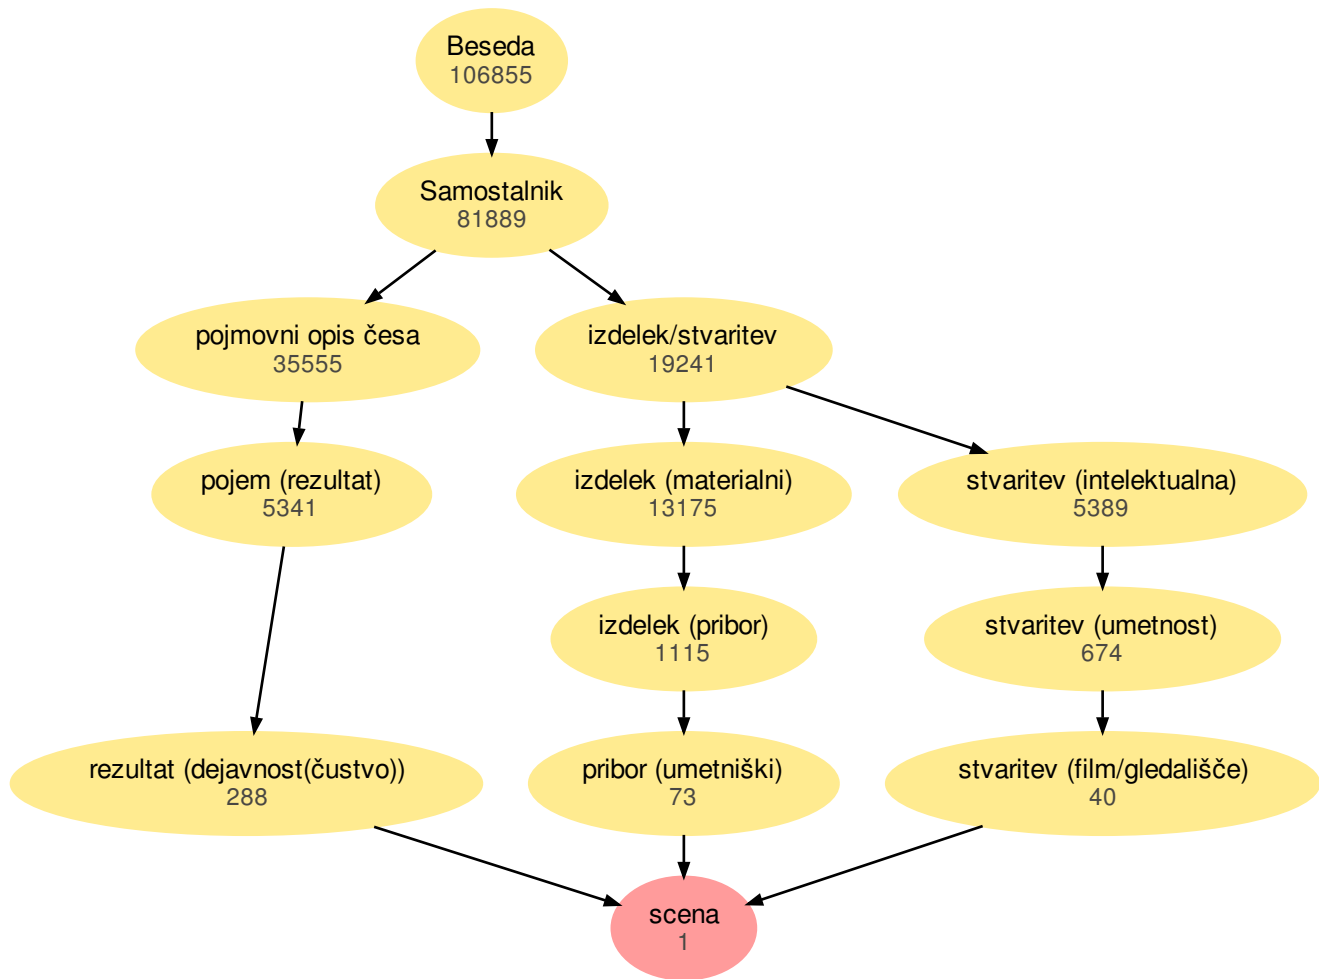 Beseda
106855
Samostalnik
81889
pojmovni opis česa
35555
izdelek/stvaritev
19241
pojem (rezultat)
5341
izdelek (materialni)
13175
stvaritev (intelektualna)
5389
izdelek (pribor)
1115
stvaritev (umetnost)
674
rezultat (dejavnost(čustvo))
288
pribor (umetniški)
73
stvaritev (film/gledališče)
40
scena
1